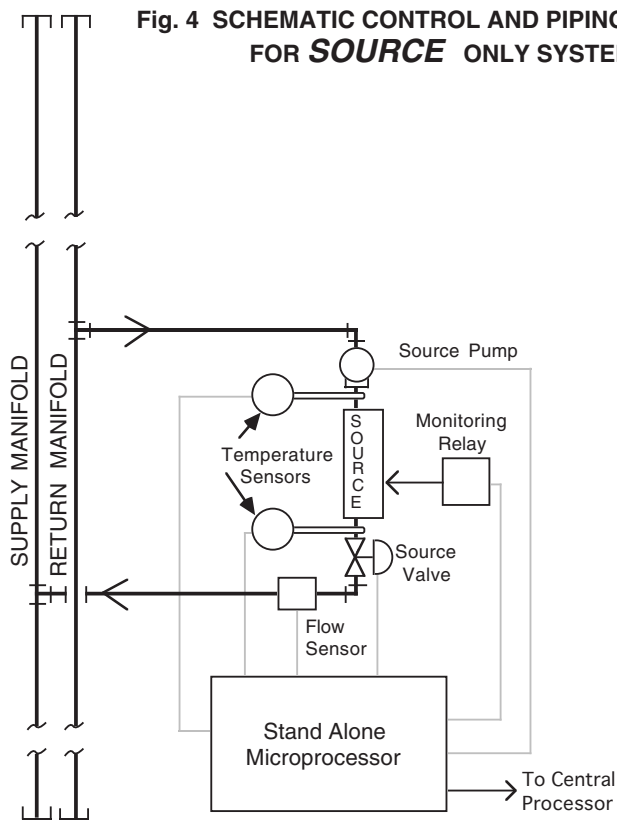 Fig. 4 SCHEMATIC CONTROL AND PIPING
FOR SOURCE ONLY SYSTE
SUPPLY MANIFOLD
RETURN MANIFOLD
Source Pump
Temperature
Sensors
SOURCE
Monitoring
Relay
Source
Valve
Flow
Sensor
Stand Alone
Microprocessor
To Central
Processor